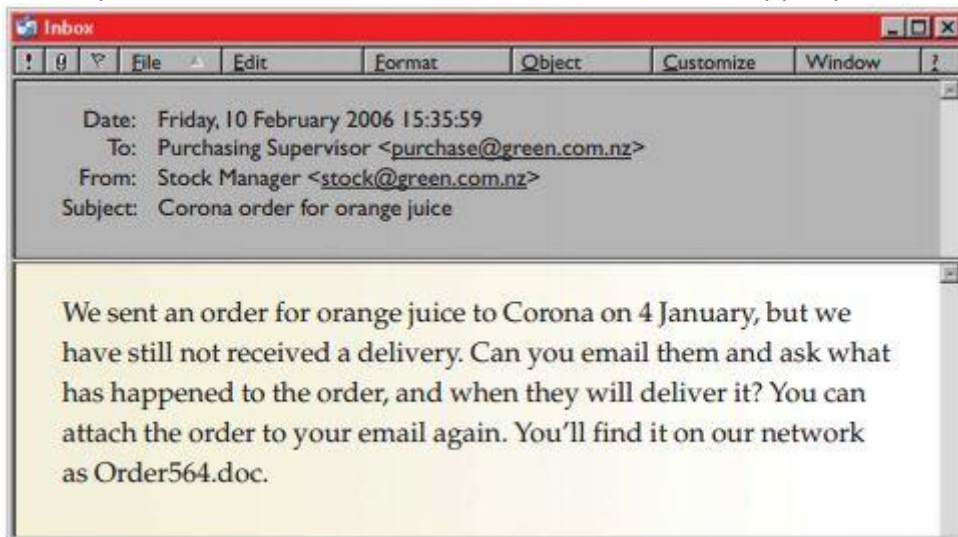 Inbox
! File Edit Format Object Customize Window ?
Date: Friday, 10 February 2006 15:35:59
To: Purchasing Supervisor <purchase@green.com.nz>
From: Stock Manager <stock@green.com.nz>
Subject: Corona order for orange juice
We sent an order for orange juice to Corona on 4 January, but we
have still not received a delivery. Can you email them and ask what
has happened to the order, and when they will deliver it? You can
attach the order to your email again. You'll find it on our network
as Order564.doc.